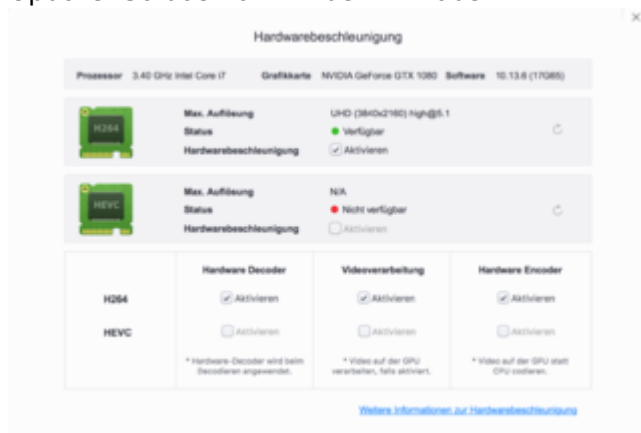 Hardwarebeschleunigung
Prozessor 3.40 GHz Intel Core i7 Grafikkarte NVIDIA GeForce GTX 1080 Software 10.13.6 (17G65)
H264
Max. Auflösung UHD (3840x2160) high@5.1
Status Verfügbar
Hardwarebeschleunigung Aktivieren
HEVC
Max. Auflösung N/A
Status Nicht verfügbar
Hardwarebeschleunigung Aktivieren
Hardware Decoder Videoverarbeitung Hardware Encoder
H264 Aktivieren Aktivieren Aktivieren
HEVC Aktivieren Aktivieren Aktivieren
* Hardware-Decoder wird beim * Video auf der GPU * Video auf der GPU statt
Decodieren angewendet. verarbeiten, falls aktiviert. CPU codieren.
Weitere Informationen zur Hardwarebeschleunigung